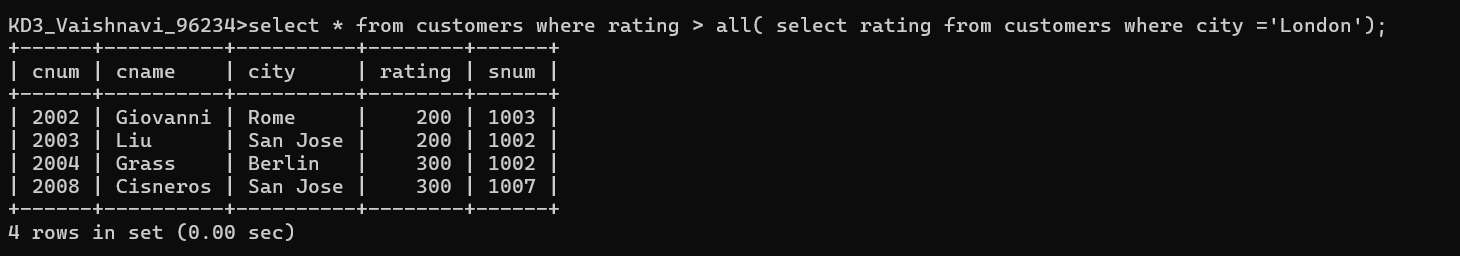 KD3_Vaishnavi_96234>select * from customers where rating > all( select rating from customers where city ='London');
+------+----------+----------+--------+------+
| cnum | cname    | city     | rating | snum |
+------+----------+----------+--------+------+
| 2002 | Giovanni | Rome     |    200 | 1003 |
| 2003 | Liu      | San Jose |    200 | 1002 |
| 2004 | Grass    | Berlin   |    300 | 1002 |
| 2008 | Cisneros | San Jose |    300 | 1007 |
+------+----------+----------+--------+------+
4 rows in set (0.00 sec)